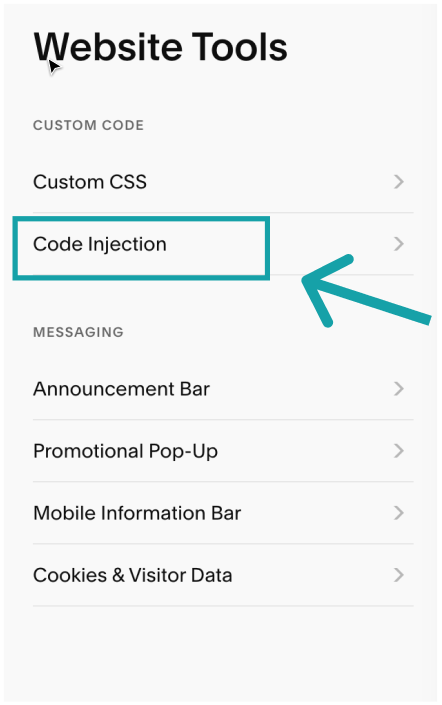 Website Tools
CUSTOM CODE
Custom CSS
Code Injection
MESSAGING
Announcement Bar
Promotional Pop-Up
Mobile Information Bar
Cookies & Visitor Data